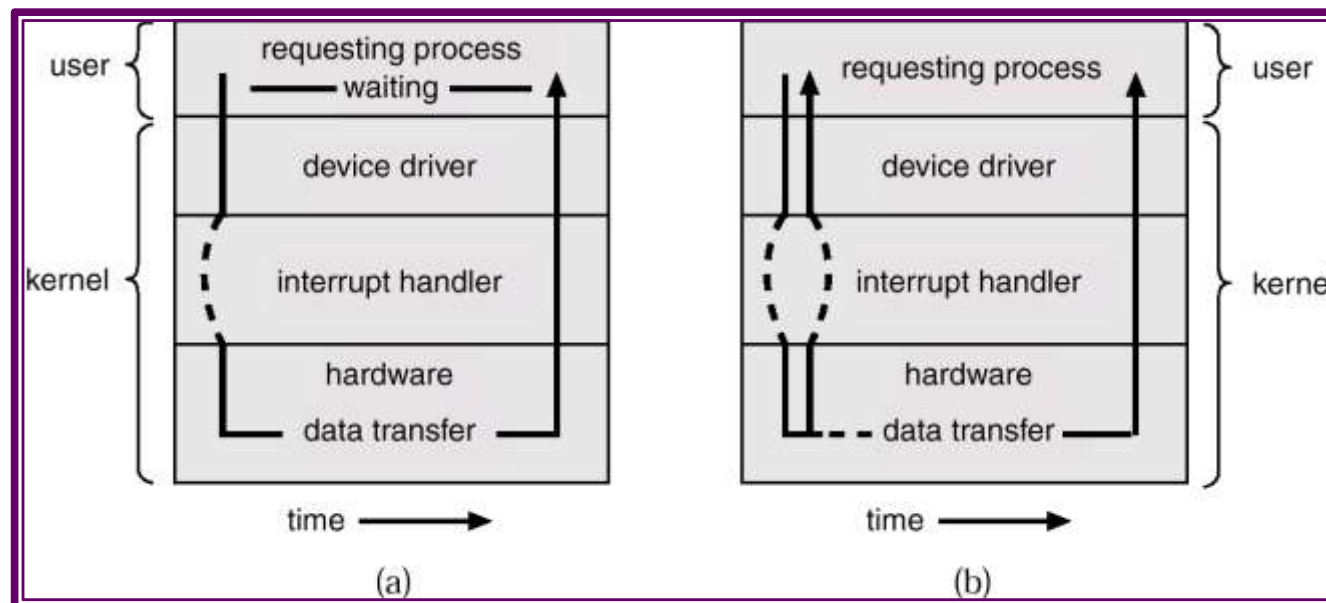 user
requesting process
waiting
device driver
kernel
interrupt handler
hardware
data transfer
time
(a)
requesting process
user
device driver
interrupt handler
kerne
hardware
data transfer
time
(b)